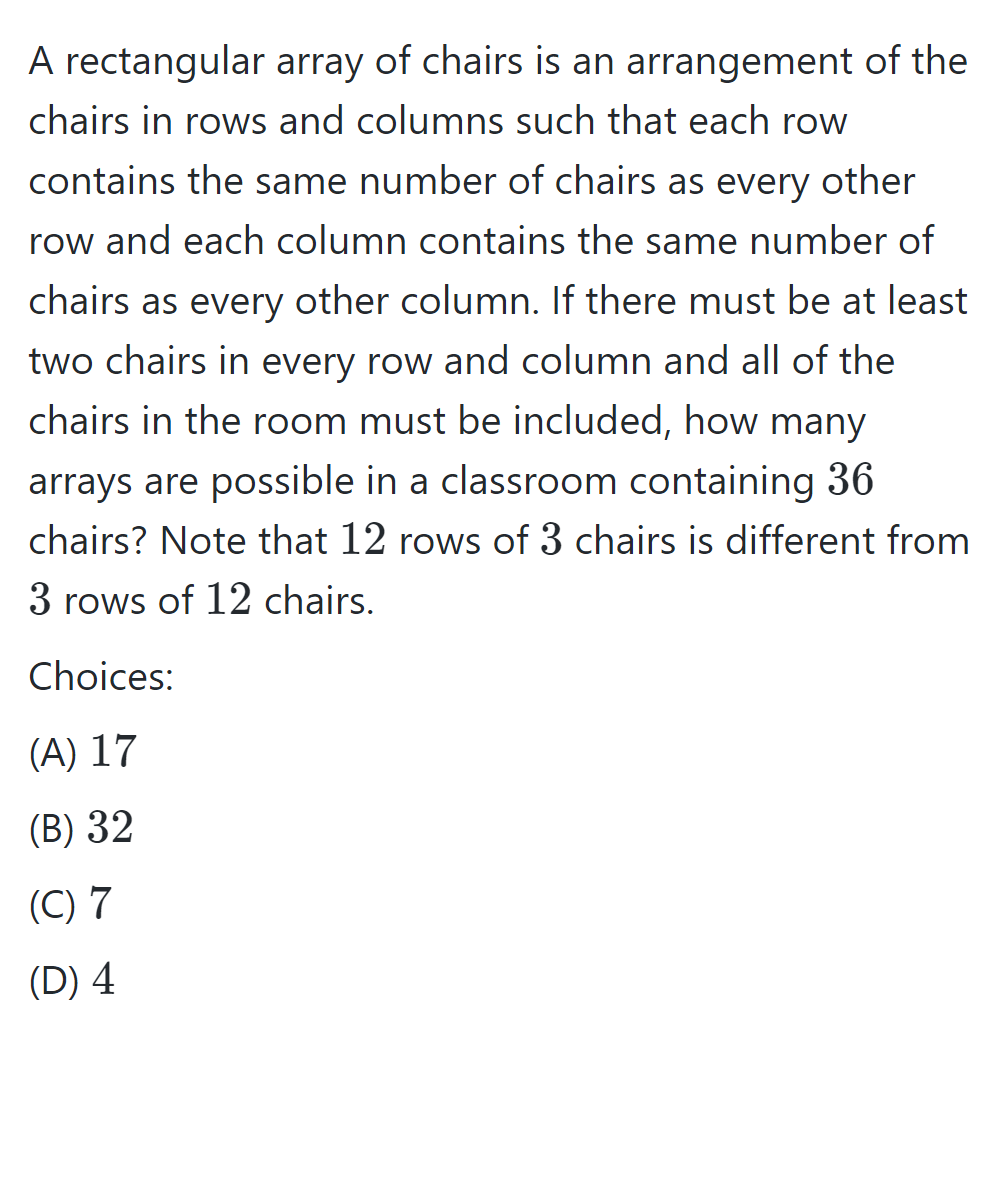 A rectangular array of chairs is an arrangement of the
chairs in rows and columns such that each row
contains the same number of chairs as every other
row and each column contains the same number of
chairs as every other column. If there must be at least
two chairs in every row and column and all of the
chairs in the room must be included, how many
arrays are possible in a classroom containing 36
chairs? Note that 12 rows of 3 chairs is different from
3 rows of 12 chairs.
Choices:
(A) 17
(B) 32
(C) 7
(D) 4